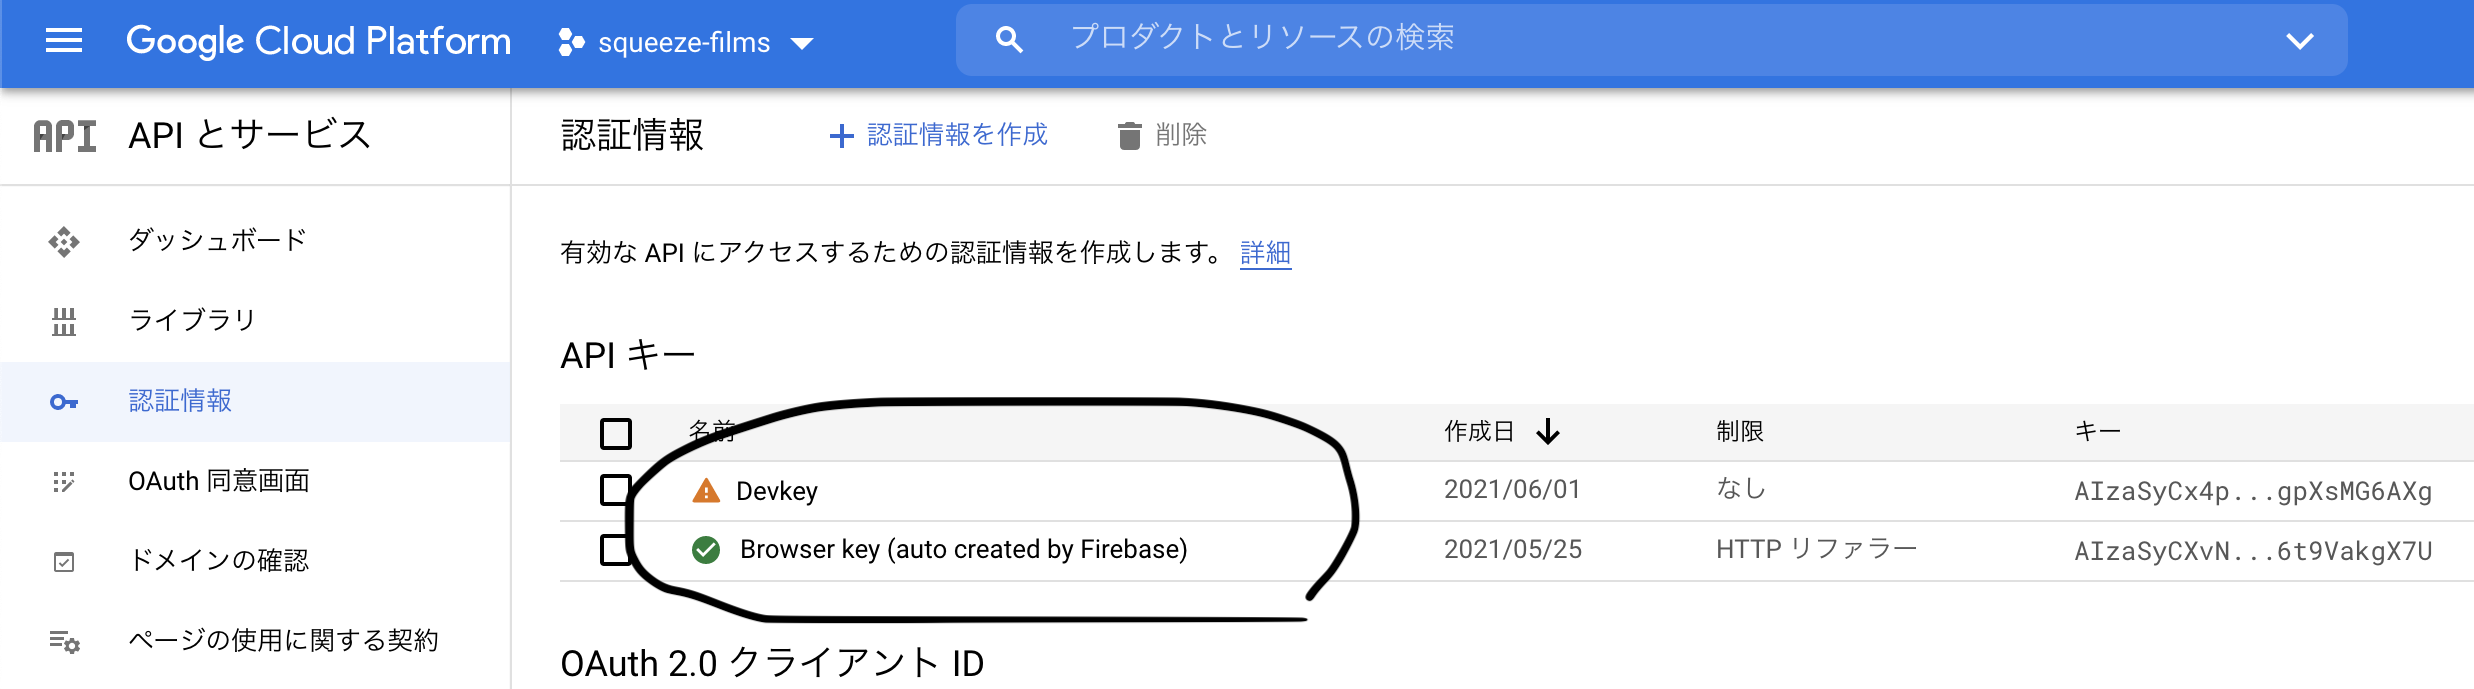 Google Cloud Platform squeeze-films プロダクトとリソースの検索
API API とサービス
認証情報 + 認証情報を作成 削除
ダッシュボード
ライブラリ
認証情報
OAuth 同意画面
ドメインの確認
ページの使用に関する契約
有効な API にアクセスするための認証情報を作成します。 詳細
API キー
名前 作成日 制限 キー
Devkey 2021/06/01 なし AIzaSyCx4p...gpXsMG6AXg
Browser key (auto created by Firebase) 2021/05/25 HTTP リファラー AIzaSyCXvN...6t9VakgX7U
OAuth 2.0 クライアント ID